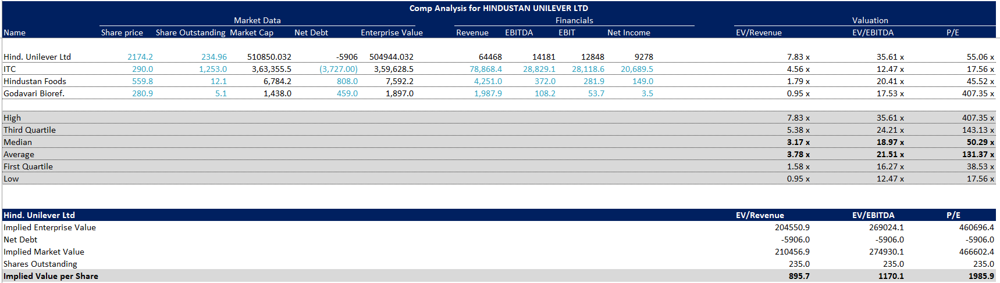 Comp Analysis for HINDUSTAN UNILEVER LTD
Market Data Financials Valuation
Name Share price Share Outstanding Market Cap Net Debt Enterprise Value Revenue EBITDA EBIT Net Income EV/Revenue EV/EBITDA P/E
Hind. Unilever Ltd 2174.2 234.96 510850.032 -5906 504944.032 64468 14181 12848 9278 7.83 x 35.61 x 55.06 x
ITC 290.0 1,253.0 3,63,355.5 (3,727.00) 3,59,628.5 78,868.4 28,829.1 28,118.6 20,689.5 4.56 x 12.47 x 17.56 x
Hindustan Foods 559.8 12.1 6,784.2 808.0 7,592.2 4,251.0 372.0 281.9 149.0 1.79 x 20.41 x 45.52 x
Godavari Bioref. 280.9 5.1 1,438.0 459.0 1,897.0 1,987.9 108.2 53.7 3.5 0.95 x 17.53 x 407.35 x
High 7.83 x 35.61 x 407.35 x
Third Quartile 5.38 x 24.21 x 143.13 x
Median 3.17 x 18.97 x 50.29 x
Average 3.78 x 21.51 x 131.37 x
First Quartile 1.58 x 16.27 x 38.53 x
Low 0.95 x 12.47 x 17.56 x
Hind. Unilever Ltd EV/Revenue EV/EBITDA P/E
Implied Enterprise Value 204550.9 269024.1 460696.4
Net Debt -5906.0 -5906.0 -5906.0
Implied Market Value 210456.9 274930.1 466602.4
Shares Outstanding 235.0 235.0 235.0
Implied Value per Share 895.7 1170.1 1985.9